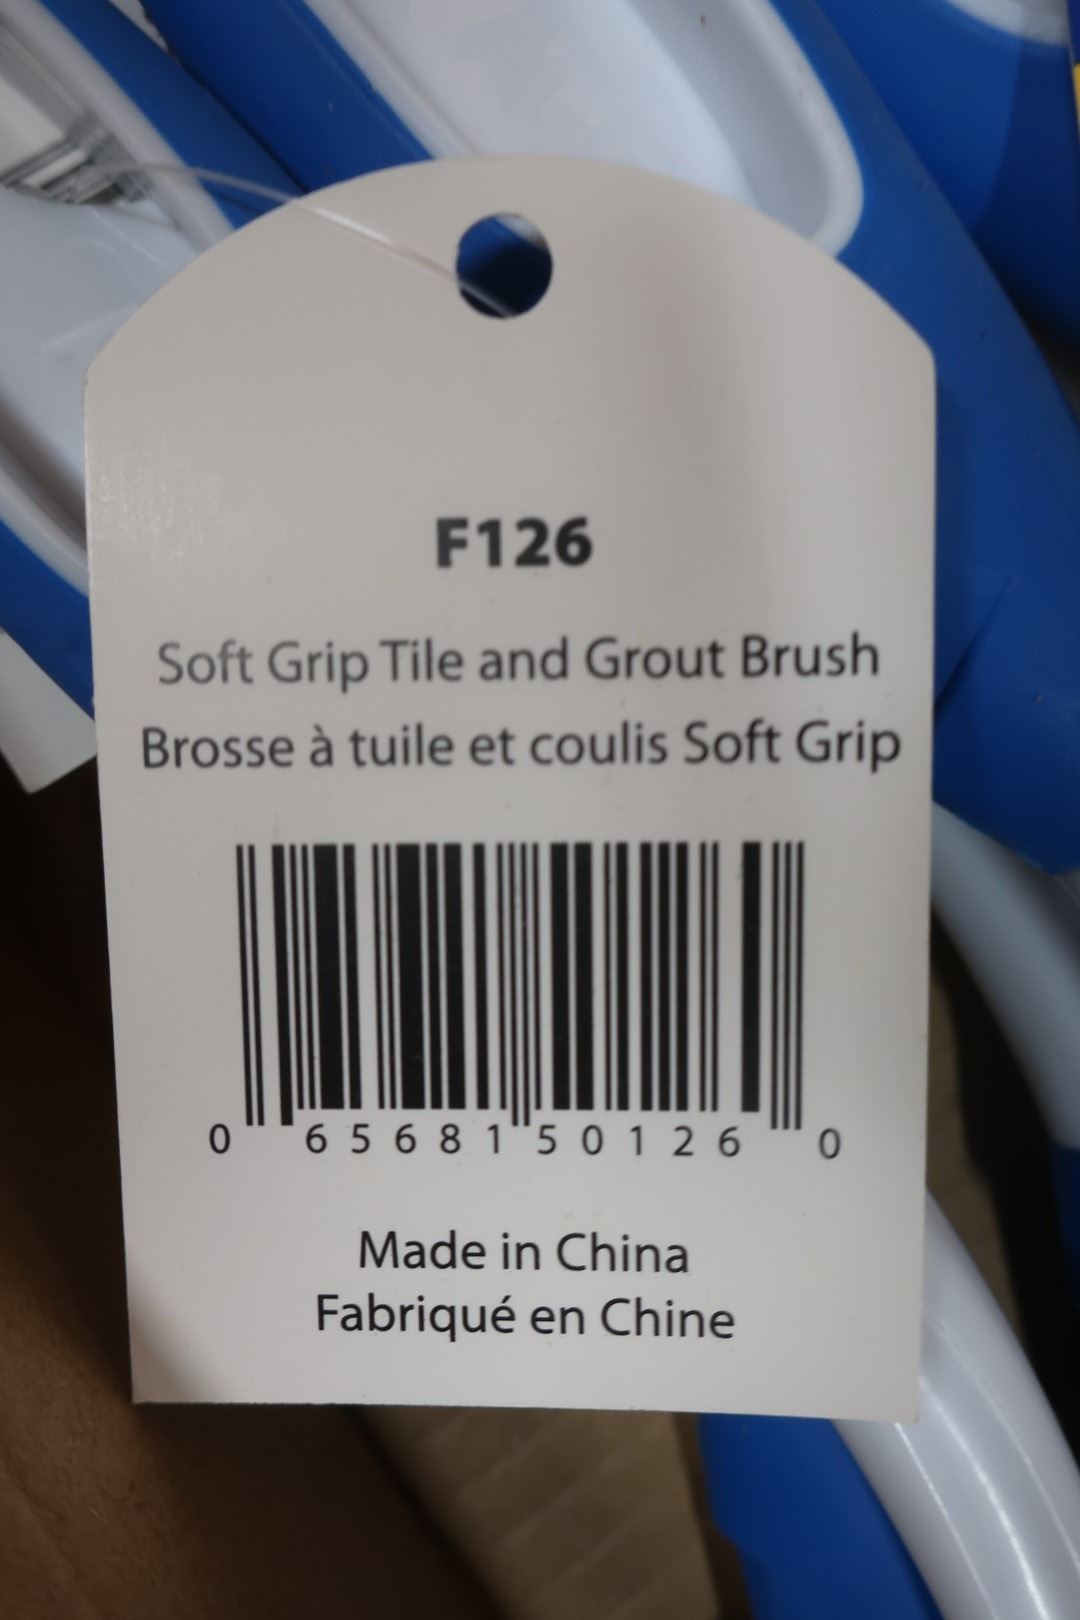 F126
Soft Grip Tile and Grout Brush
Brosse à tuile et coulis Soft Grip
0 65681 50126 0
Made in China
Fabriqué en Chine